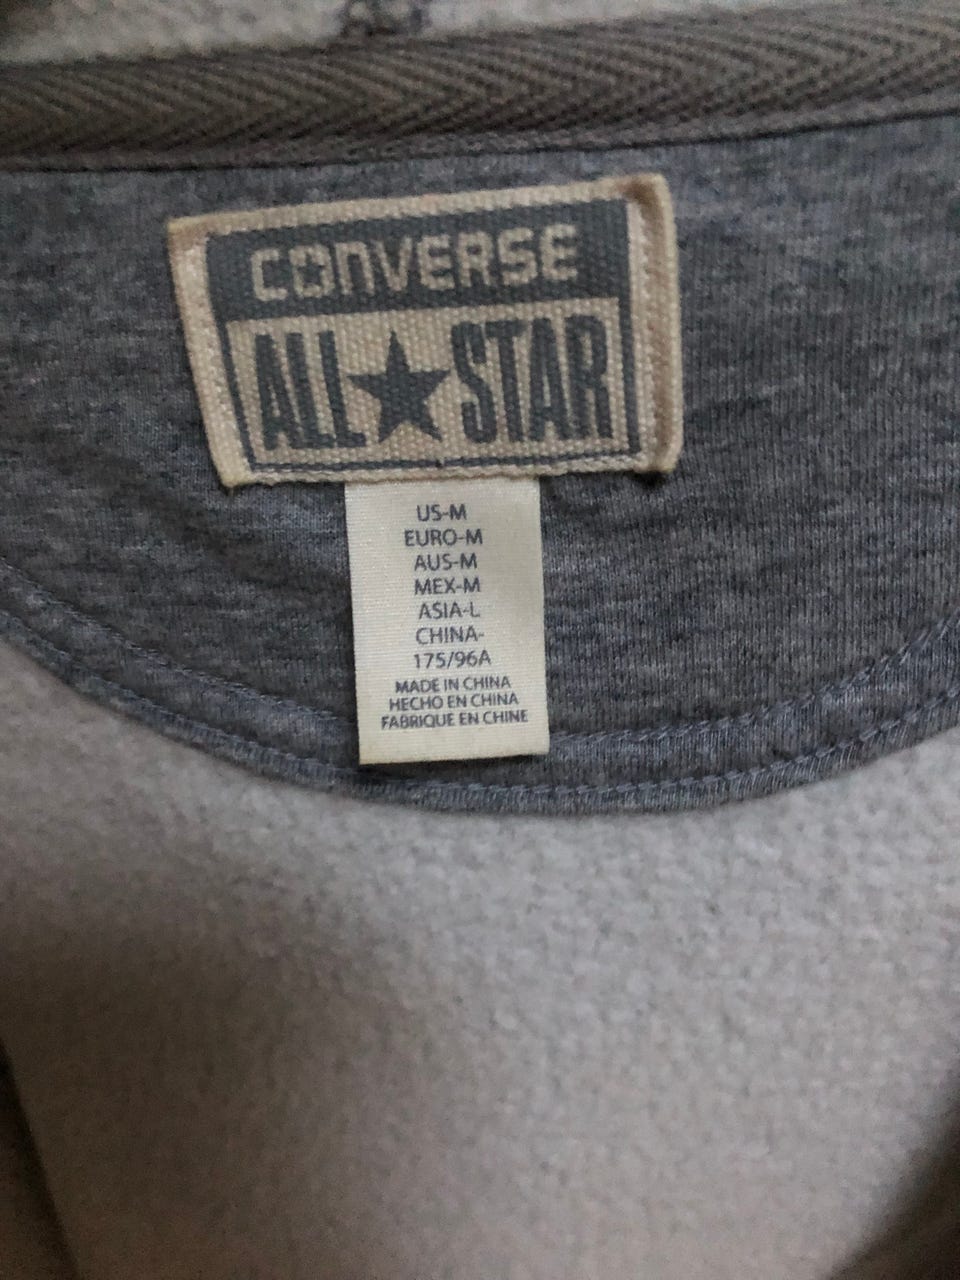 CONVERSE
ALL★STAR
US-M
EURO-M
AUS-M
MEX-M
ASIA-L
CHINA-
175/96A
MADE IN CHINA
HECHO EN CHINA
FABRIQUE EN CHINE